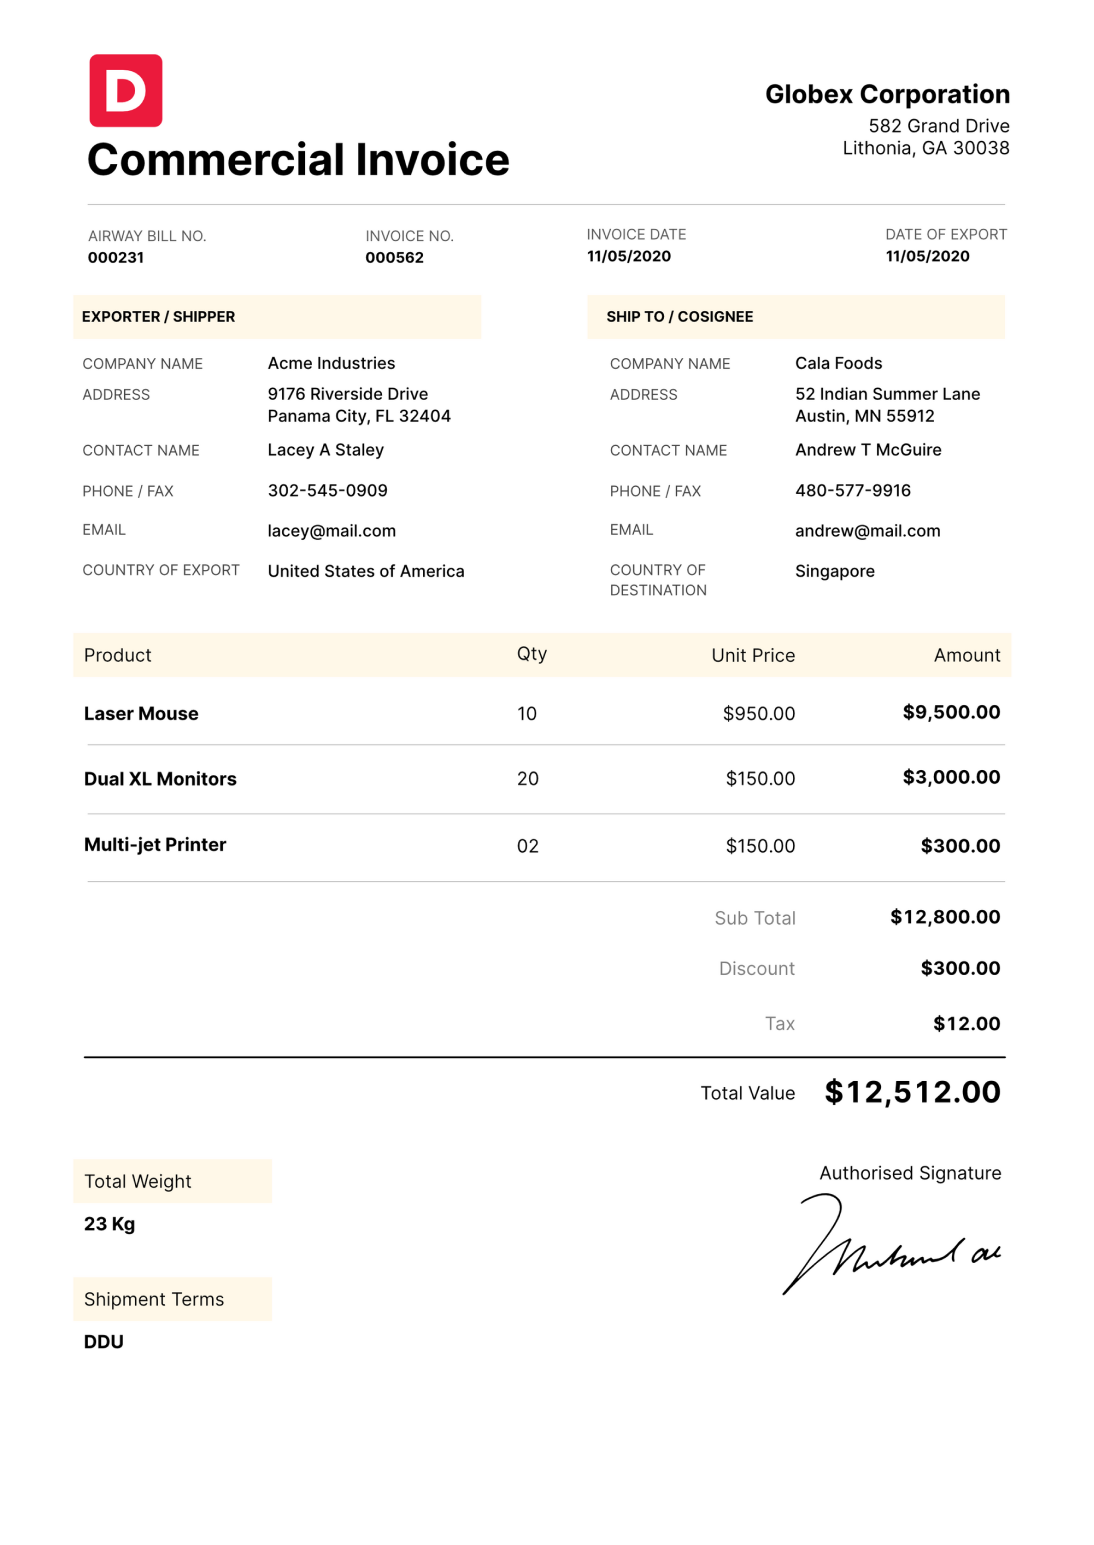 D
Commercial Invoice
Globex Corporation
582 Grand Drive
Lithonia, GA 30038
AIRWAY BILL NO.
000231
INVOICE NO.
000562
INVOICE DATE
11/05/2020
DATE OF EXPORT
11/05/2020
EXPORTER / SHIPPER
COMPANY NAME Acme Industries
ADDRESS 9176 Riverside Drive
Panama City, FL 32404
CONTACT NAME Lacey A Staley
PHONE / FAX 302-545-0909
EMAIL lacey@mail.com
COUNTRY OF EXPORT United States of America
SHIP TO / COSIGNEE
COMPANY NAME Cala Foods
ADDRESS 52 Indian Summer Lane
Austin, MN 55912
CONTACT NAME Andrew T McGuire
PHONE / FAX 480-577-9916
EMAIL andrew@mail.com
COUNTRY OF Singapore
DESTINATION
Product Qty Unit Price Amount
Laser Mouse 10 $950.00 $9,500.00
Dual XL Monitors 20 $150.00 $3,000.00
Multi-jet Printer 02 $150.00 $300.00
Sub Total $12,800.00
Discount $300.00
Tax $12.00
Total Value $12,512.00
Total Weight
23 Kg
Shipment Terms
DDU
Authorised Signature